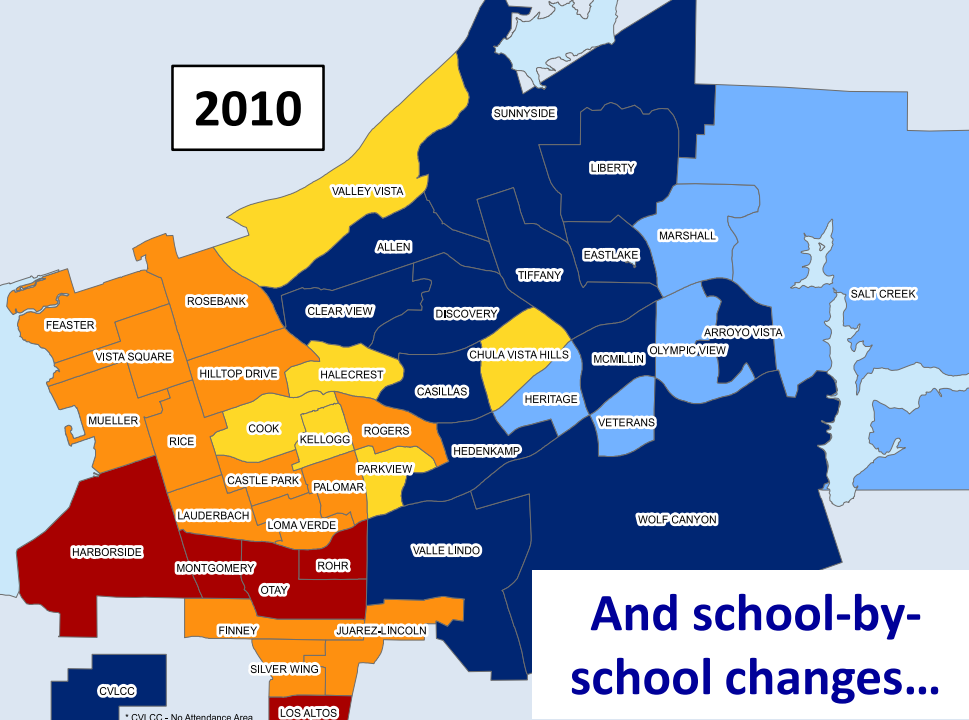 2010
SUNNYSIDE
LIBERTY
VALLEY VISTA
MARSHALL
ALLEN
EASTLAKE
TIFFANY
SALT CREEK
ROSEBANK
CLEAR VIEW
DISCOVERY
FEASTER
ARROYO VISTA
VISTA SQUARE
CHULA VISTA HILLS
MCMILLIN
OLYMPIC VIEW
HILLTOP DRIVE
HALECREST
CASILLAS
HERITAGE
MUELLER
VETERANS
COOK
KELLOGG
ROGERS
RICE
HEDENKAMP
PARKVIEW
CASTLE PARK
PALOMAR
LAUDERBACH
LOMA VERDE
WOLF CANYON
HARBORSIDE
VALLE LINDO
MONTGOMERY
ROHR
OTAY
FINNEY
JUAREZ-LINCOLN
SILVER WING
CVLCC
LOS ALTOS
* CVLCC - No Attendance Area
And school-by-
school changes…